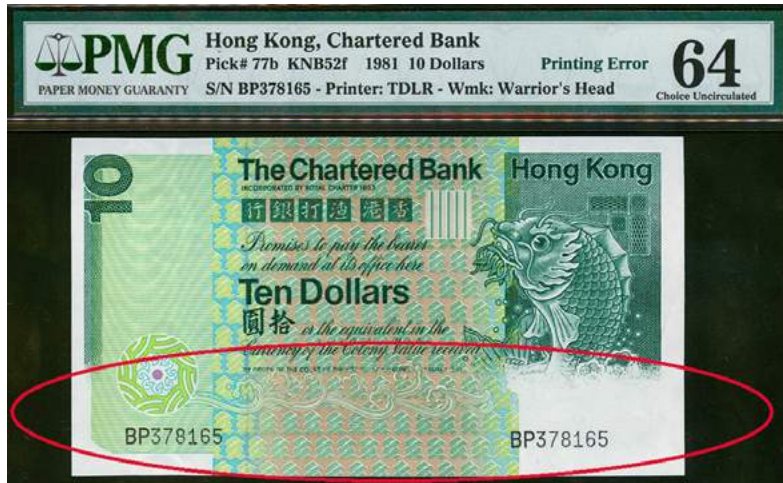 PMG
PAPER MONEY GUARANTY
Hong Kong, Chartered Bank
Pick# 77b KNB52f 1981 10 Dollars
Printing Error
S/N BP378165 - Printer: TDLR - Wmk: Warrior's Head
64
Choice Uncirculated
10
The Chartered Bank
Hong Kong
INCORPORATED BY ROYAL CHARTER 1853
行銀打渣港香
Promises to pay the bearer
on demand at its office here
Ten Dollars
圓拾 or the equivalent in the
Currency of the Colony Value received
BP378165
BP378165